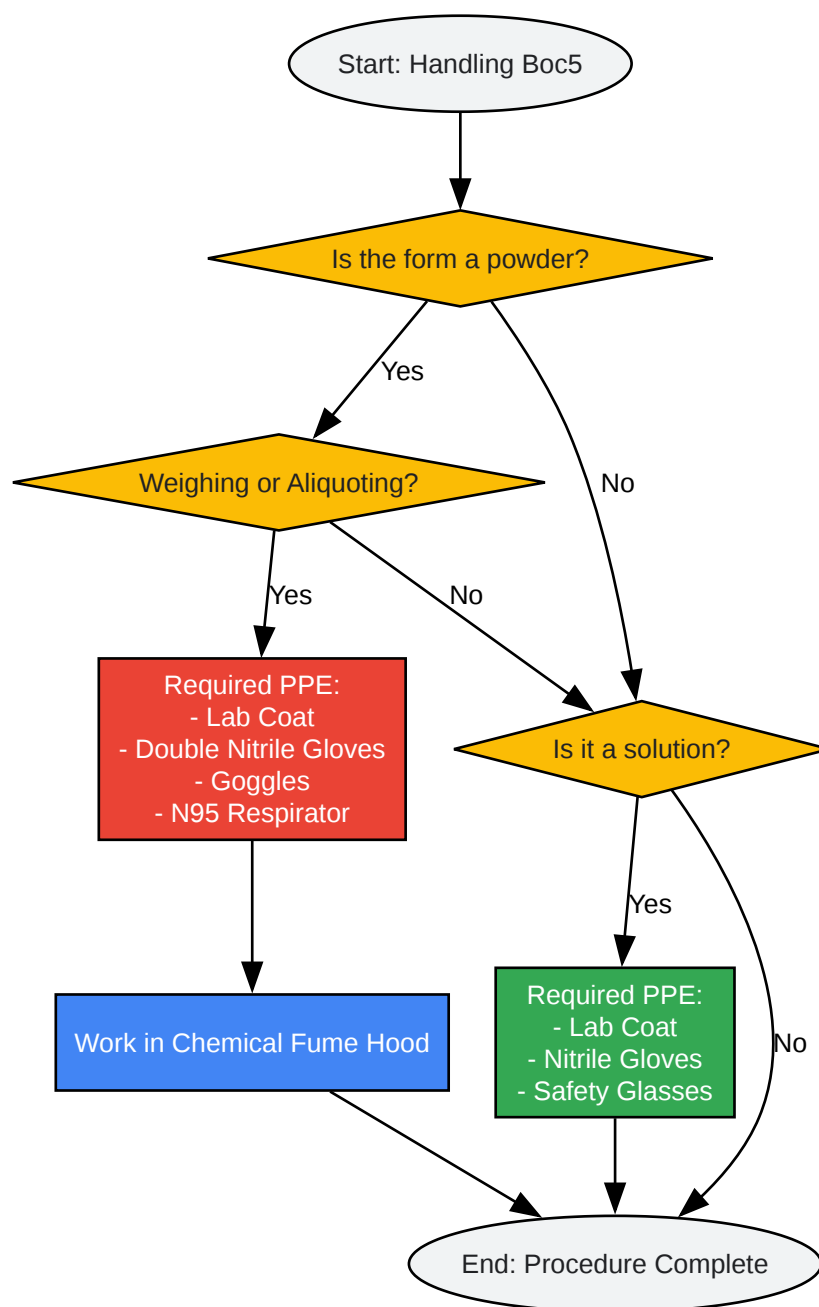 Start: Handling Boc5
Is the form a powder?
Yes
No
Weighing or Aliquoting?
Yes
No
Required PPE:
- Lab Coat
- Double Nitrile Gloves
- Goggles
- N95 Respirator
Is it a solution?
Yes
No
Work in Chemical Fume Hood
Required PPE:
- Lab Coat
- Nitrile Gloves
- Safety Glasses
End: Procedure Complete